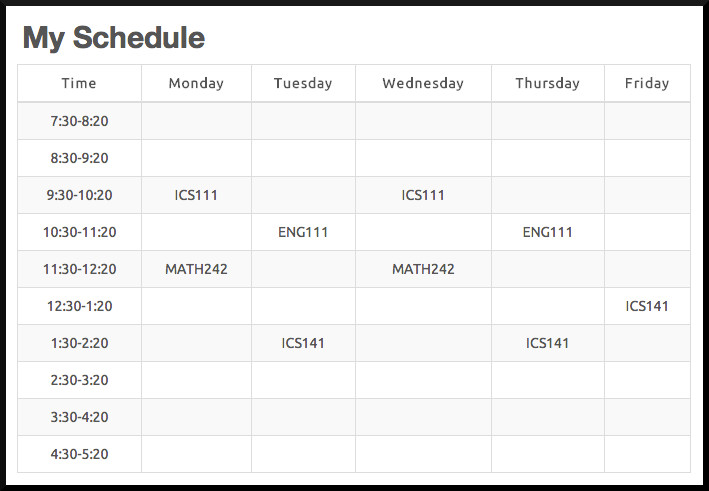 My Schedule
Time Monday Tuesday Wednesday Thursday Friday
7:30-8:20
8:30-9:20
9:30-10:20 ICS111 ICS111
10:30-11:20 ENG111 ENG111
11:30-12:20 MATH242 MATH242
12:30-1:20 ICS141
1:30-2:20 ICS141 ICS141
2:30-3:20
3:30-4:20
4:30-5:20